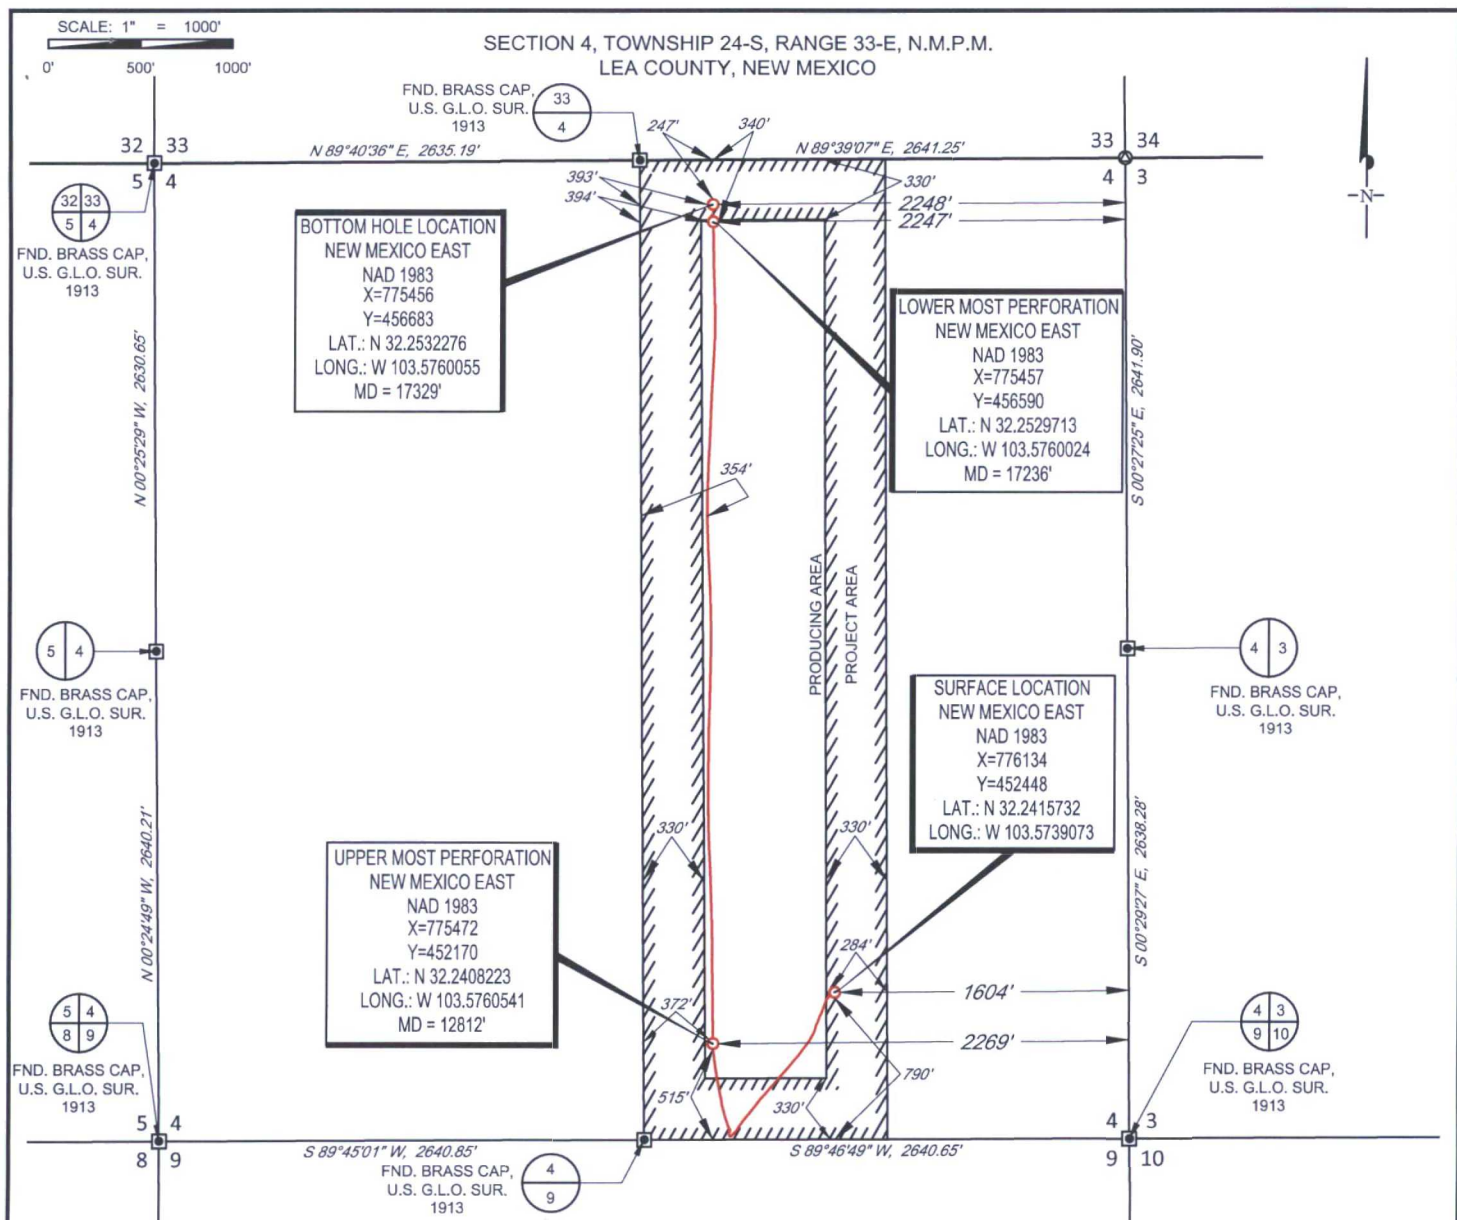 SCALE: 1" = 1000'
0' 500' 1000'
SECTION 4, TOWNSHIP 24-S, RANGE 33-E, N.M.P.M.
LEA COUNTY, NEW MEXICO
FND. BRASS CAP,
U.S. G.L.O. SUR.
1913
33
4
32 33
5 4
N 89°40'36" E, 2635.19'
247'
340'
N 89°39'07" E, 2641.25'
33 34
4 3
32 33
5 4
FND. BRASS CAP,
U.S. G.L.O. SUR.
1913
393'
394'
330'
2248'
2247'
-N-
BOTTOM HOLE LOCATION
NEW MEXICO EAST
NAD 1983
X=775456
Y=456683
LAT.: N 32.2532276
LONG.: W 103.5760055
MD = 17329'
LOWER MOST PERFORATION
NEW MEXICO EAST
NAD 1983
X=775457
Y=456590
LAT.: N 32.2529713
LONG.: W 103.5760024
MD = 17236'
N 00°25'29" W, 2630.65'
S 00°27'25" E, 2641.90'
354'
PRODUCING AREA
PROJECT AREA
5 4
FND. BRASS CAP,
U.S. G.L.O. SUR.
1913
4 3
FND. BRASS CAP,
U.S. G.L.O. SUR.
1913
SURFACE LOCATION
NEW MEXICO EAST
NAD 1983
X=776134
Y=452448
LAT.: N 32.2415732
LONG.: W 103.5739073
330'
330'
UPPER MOST PERFORATION
NEW MEXICO EAST
NAD 1983
X=775472
Y=452170
LAT.: N 32.2408223
LONG.: W 103.5760541
MD = 12812'
N 00°24'49" W, 2640.21'
S 00°29'27" E, 2638.28'
284'
1604'
372'
2269'
790'
515'
330'
5 4
8 9
FND. BRASS CAP,
U.S. G.L.O. SUR.
1913
4 3
9 10
FND. BRASS CAP,
U.S. G.L.O. SUR.
1913
5 4
8 9
S 89°45'01" W, 2640.85'
S 89°46'49" W, 2640.65'
4 3
9 10
FND. BRASS CAP,
U.S. G.L.O. SUR.
1913
4
9